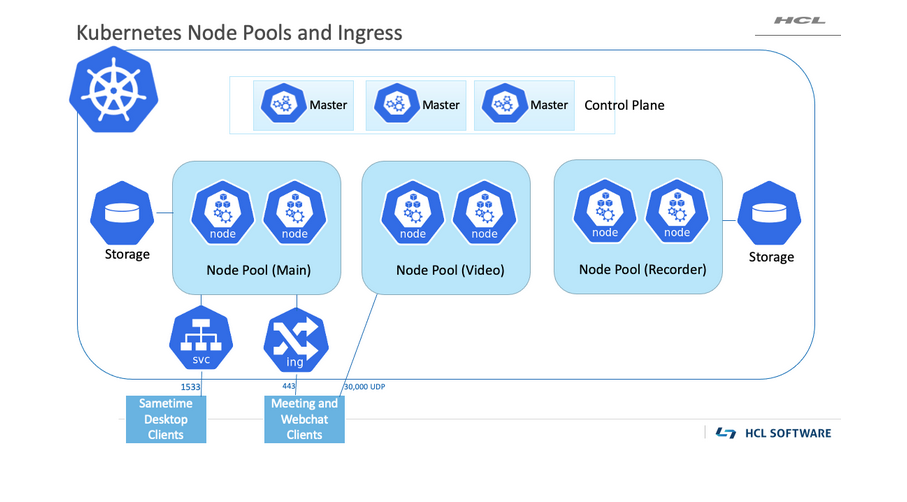 Kubernetes Node Pools and Ingress
HCL
Master
Master
Master
Control Plane
node
node
node
node
node
node
Storage
Node Pool (Main)
Node Pool (Video)
Node Pool (Recorder)
Storage
svc
ing
1533
443
30,000 UDP
Sametime
Desktop
Clients
Meeting and
Webchat
Clients
HCL SOFTWARE